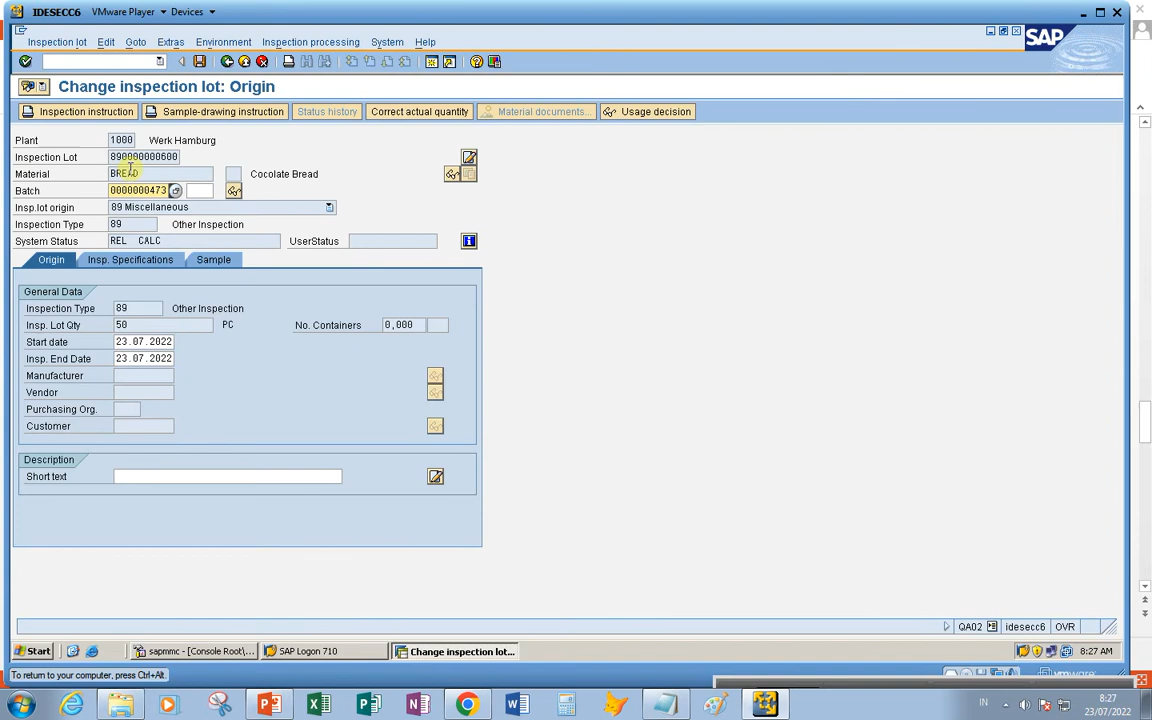 IDESECC6 VMware Player Devices
Inspection lot Edit Goto Extras Environment Inspection processing System Help
SAP
Change inspection lot: Origin
Inspection instruction Sample-drawing instruction Status history Correct actual quantity Material documents... Usage decision
Plant 1000 Werk Hamburg
Inspection Lot 890000000600
Material BREAD Cocolate Bread
Batch 0000000473
Insp.lot origin 89 Miscellaneous
Inspection Type 89 Other Inspection
System Status REL CALC UserStatus
Origin Insp. Specifications Sample
General Data
Inspection Type 89 Other Inspection
Insp. Lot Qty 50 PC No. Containers 0,000
Start date 23.07.2022
Insp. End Date 23.07.2022
Manufacturer
Vendor
Purchasing Org.
Customer
Description
Short text
QA02 idesecc6 OVR
Start sapmmc - [Console Root\... SAP Logon 710 Change inspection lot... 8:27 AM
To return to your computer, press Ctrl+Alt. vmware
IN 8:27
23/07/2022